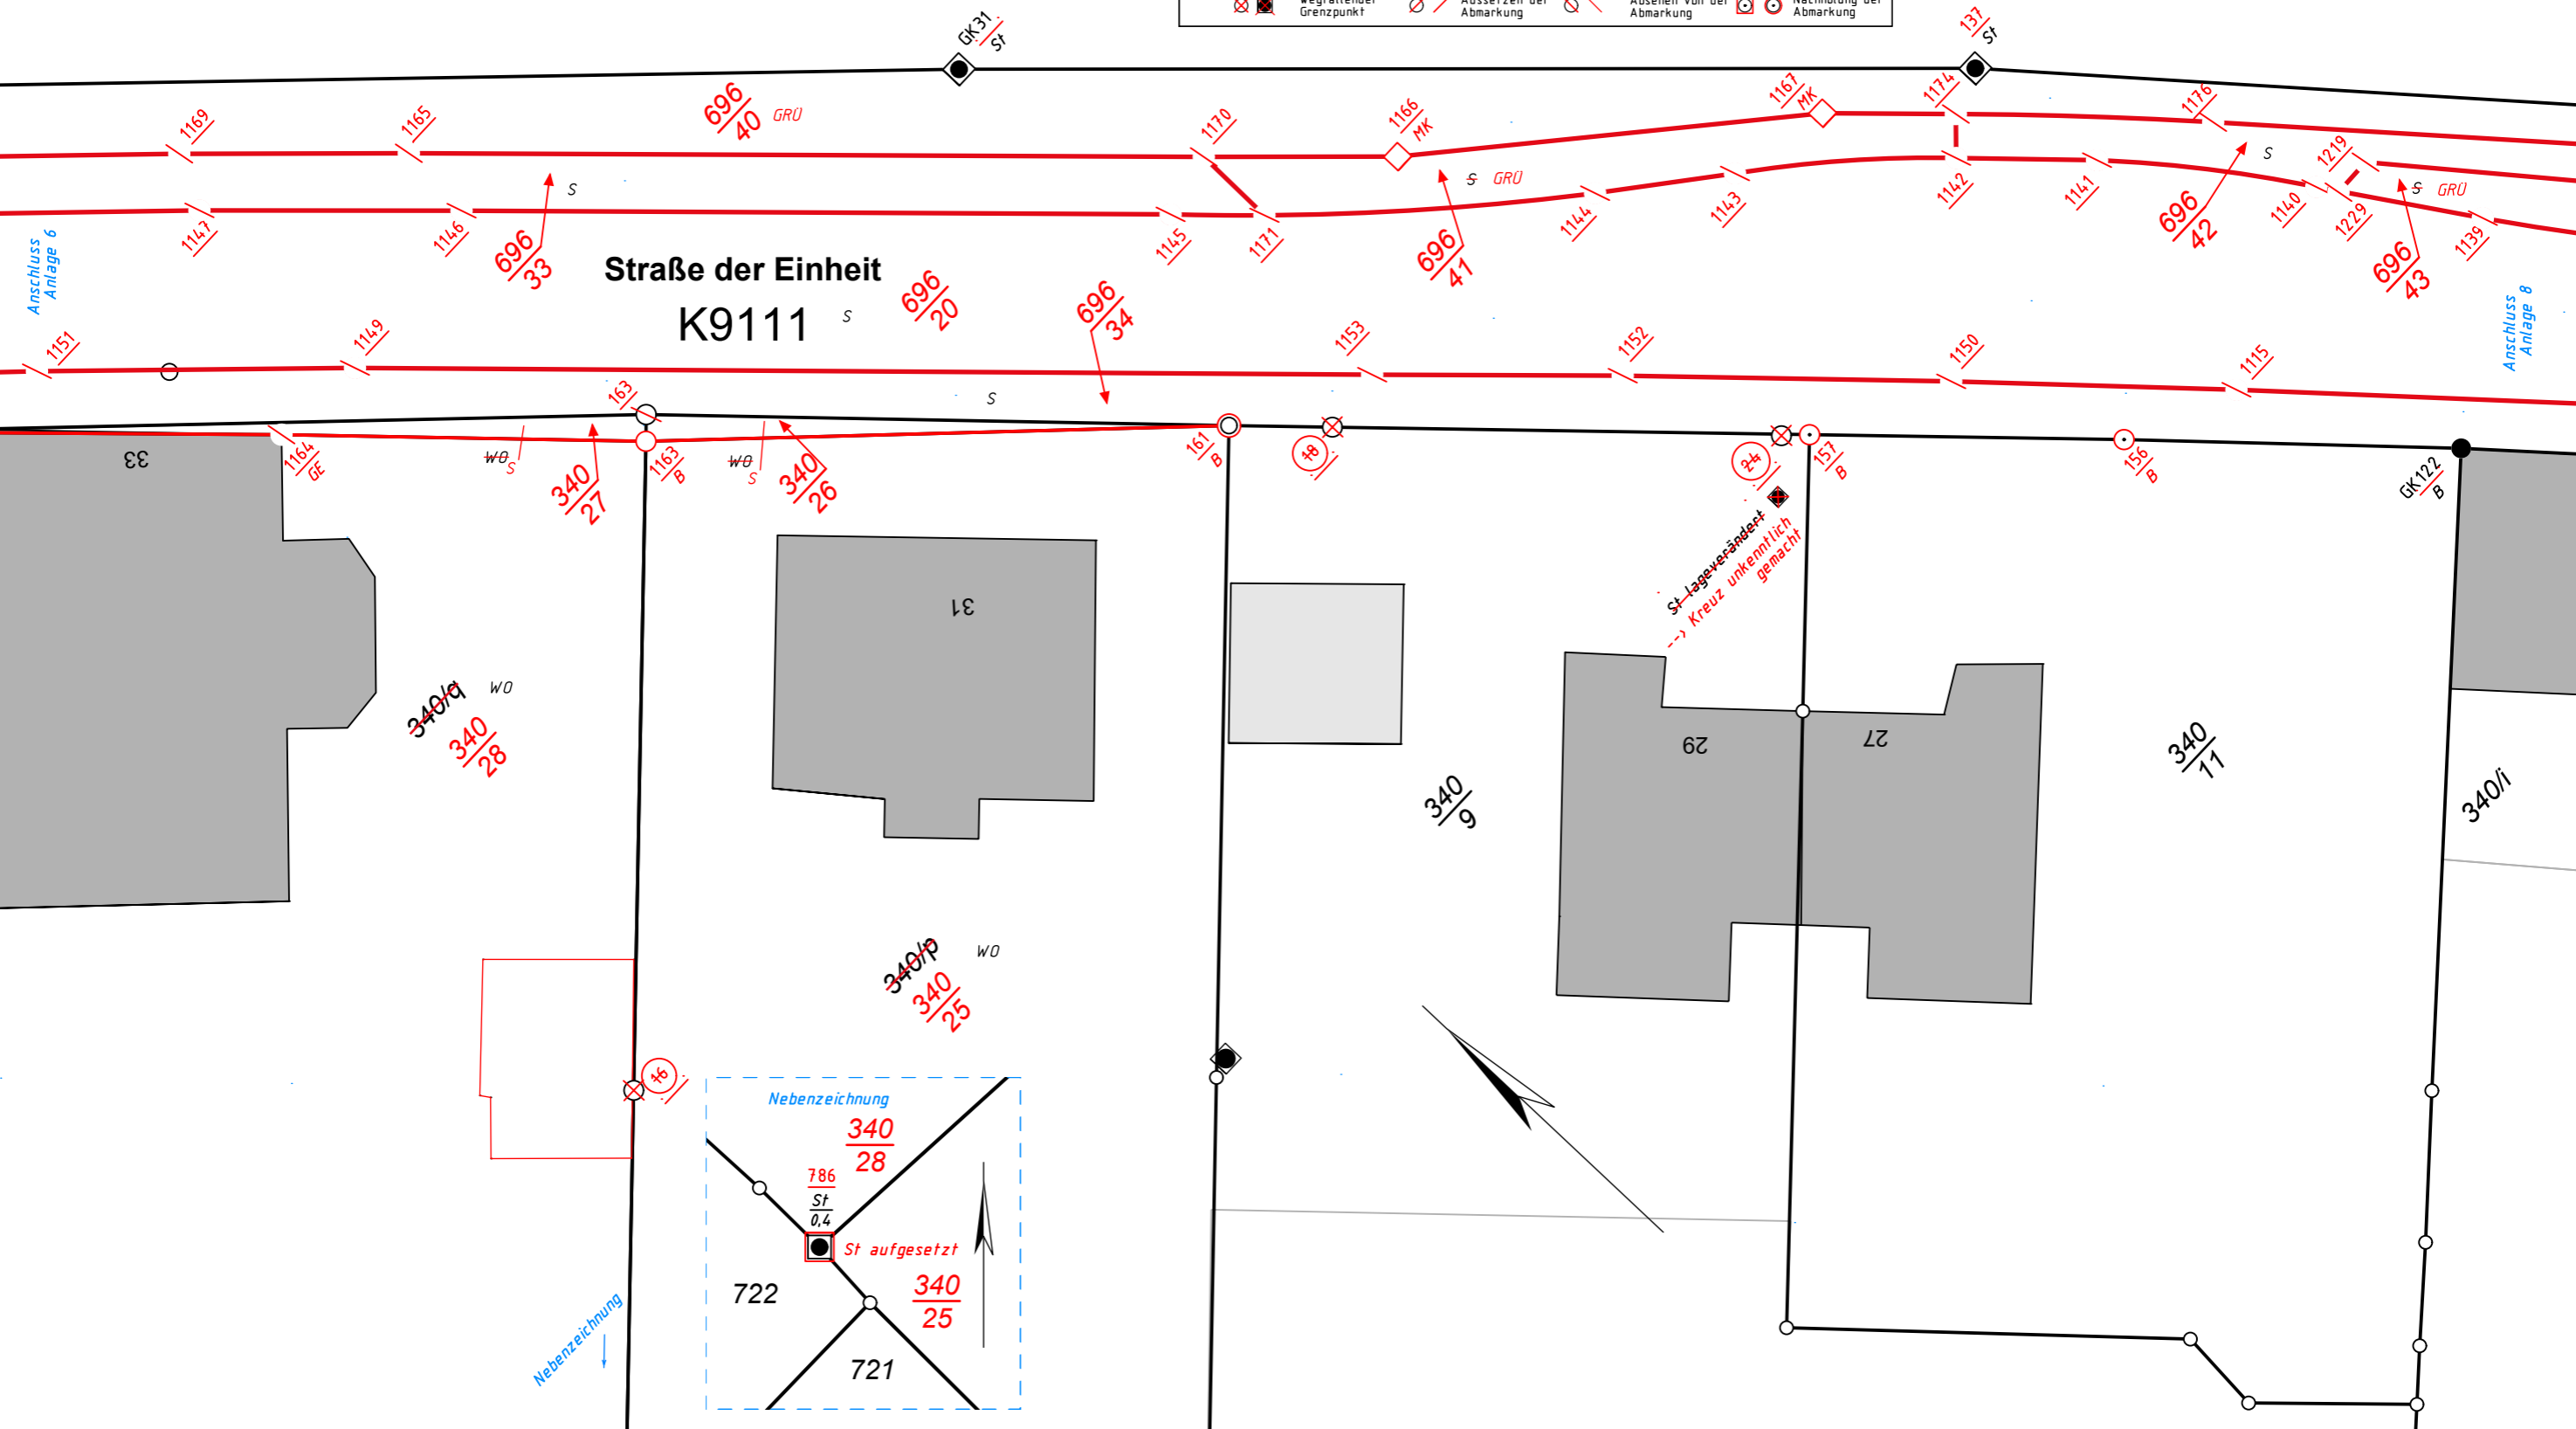 Wegfallender
Grenzpunkt
Aussetzen der
Abmarkung
Absehen von der
Abmarkung
Nachholung der
Abmarkung
GK31
St
137
St
1169
1165
696
40
GRÜ
1170
1166
MK
1167
MK
1174
1176
1219
S
S
GRÜ
S
S
GRÜ
1147
1146
696
33
1145
1171
696
41
1144
1143
1142
1141
696
42
1140
1229
696
43
1139
Anschluss
Anlage 6
Straße der Einheit
K9111
S
696
20
696
34
Anschluss
Anlage 8
1151
1149
1153
1152
1150
1115
163
S
33
1164
GE
WO
S
340
27
1163
B
WO
S
340
26
161
B
18
24
157
B
156
B
GK122
B
St lageverändert
--> Kreuz unkenntlich
gemacht
31
340/q
WO
340
28
29
27
340
11
340
9
340/i
340/p
WO
340
25
16
Nebenzeichnung
340
28
786
St
0,4
St aufgesetzt
722
340
25
721
Nebenzeichnung